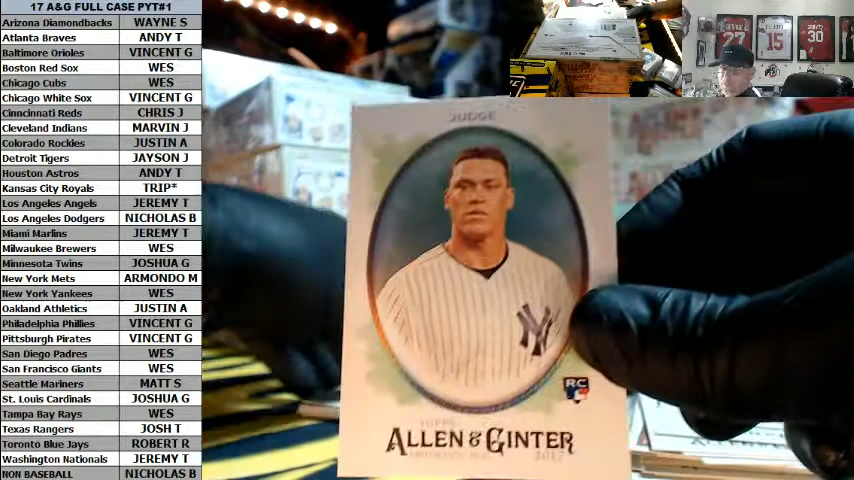 17 A&G FULL CASE PYT#1
Arizona Diamondbacks WAYNE S
Atlanta Braves ANDY T
Baltimore Orioles VINCENT G
Boston Red Sox WES
Chicago Cubs WES
Chicago White Sox VINCENT G
Cinncinnati Reds CHRIS J
Cleveland Indians MARVIN J
Colorado Rockies JUSTIN A
Detroit Tigers JAYSON J
Houston Astros ANDY T
Kansas City Royals TRIP*
Los Angeles Angels JEREMY T
Los Angeles Dodgers NICHOLAS B
Miami Marlins JEREMY T
Milwaukee Brewers WES
Minnesota Twins JOSHUA G
New York Mets ARMONDO M
New York Yankees WES
Oakland Athletics JUSTIN A
Philadelphia Phillies VINCENT G
Pittsburgh Pirates VINCENT G
San Diego Padres WES
San Francisco Giants WES
Seattle Mariners MATT S
St. Louis Cardinals JOSHUA G
Tampa Bay Rays WES
Texas Rangers JOSH T
Toronto Blue Jays ROBERT R
Washington Nationals JEREMY T
NON BASEBALL NICHOLAS B
JUDGE
NY
RC
TOPPS
ALLEN & GINTER
2017
27
15
30